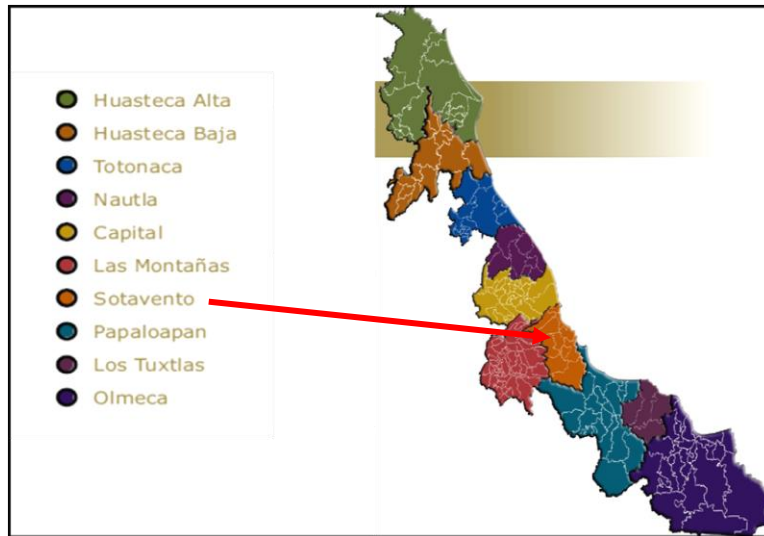 Huasteca Alta
Huasteca Baja
Totonaca
Nautla
Capital
Las Montañas
Sotavento
Papaloapan
Los Tuxtlas
Olmeca